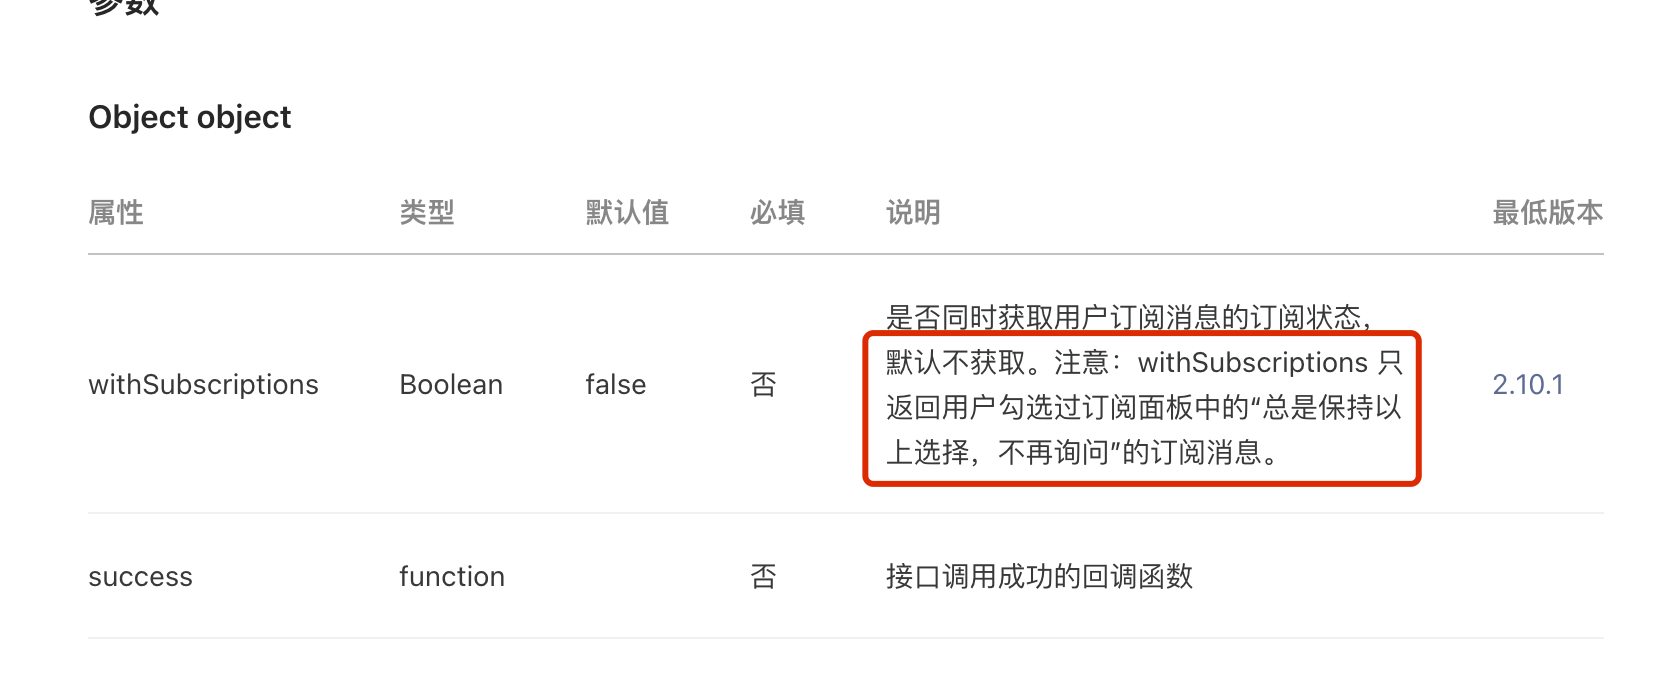 参数
Object object
属性 类型 默认值 必填 说明 最低版本
是否同时获取用户订阅消息的订阅状态，
默认不获取。注意：withSubscriptions 只
withSubscriptions Boolean false 否 2.10.1
返回用户勾选过订阅面板中的“总是保持以
上选择，不再询问”的订阅消息。
success function 否 接口调用成功的回调函数